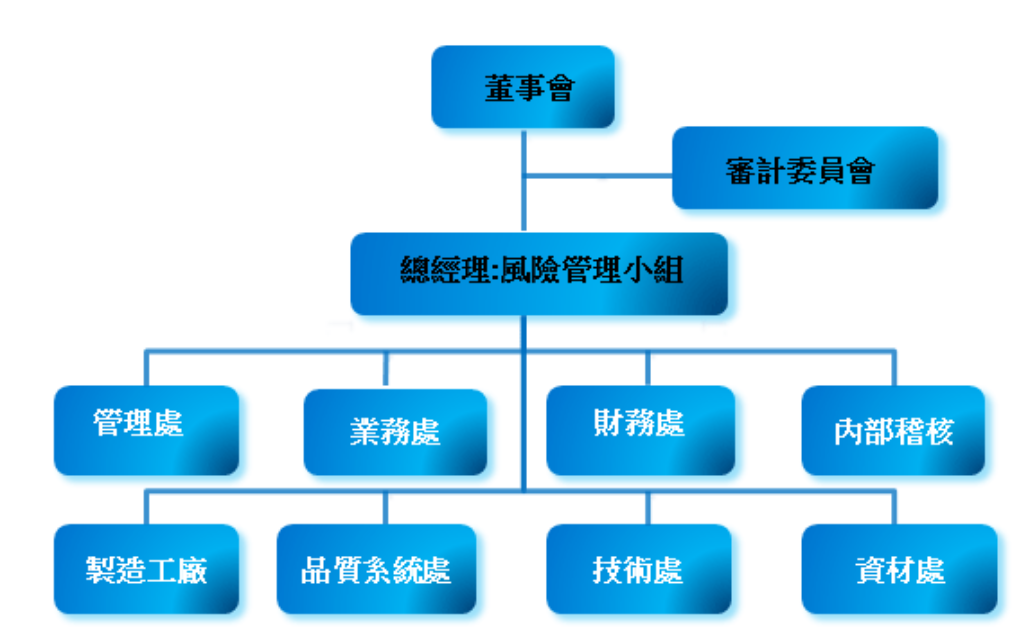 董事會
審計委員會
總經理:風險管理小組
管理處
業務處
財務處
內部稽核
製造工廠
品質系統處
技術處
資材處